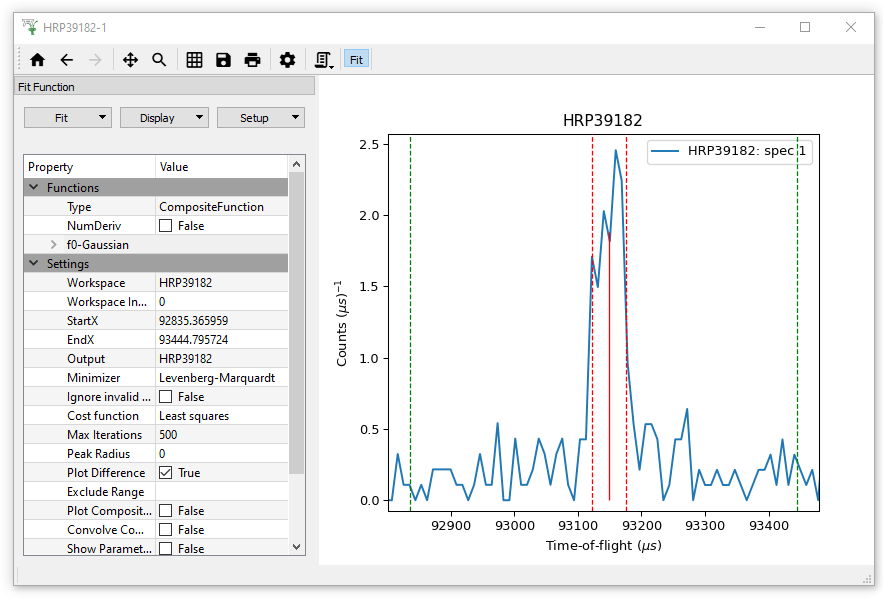 HRP39182-1
Fit
Fit Function
Fit Display Setup
Property Value
Functions
Type CompositeFunction
NumDeriv False
f0-Gaussian
Settings
Workspace HRP39182
Workspace In... 0
StartX 92835.365959
EndX 93444.795724
Output HRP39182
Minimizer Levenberg-Marquardt
Ignore invalid ... False
Cost function Least squares
Max Iterations 500
Peak Radius 0
Plot Difference True
Exclude Range
Plot Composit... False
Convolve Co... False
Show Paramet... False
HRP39182
HRP39182: spec 1
2.5
2.0
1.5
1.0
0.5
0.0
Counts (μs)⁻¹
92900 93000 93100 93200 93300 93400
Time-of-flight (μs)